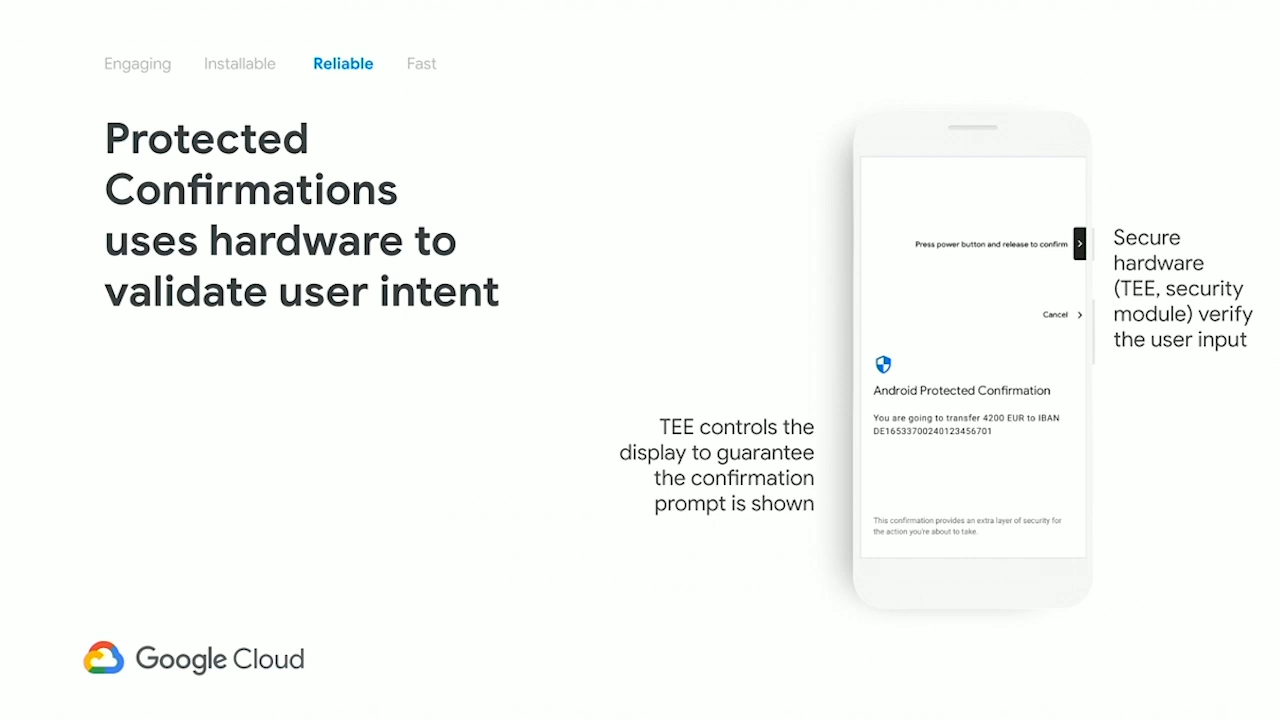 Engaging Installable Reliable Fast
Protected
Confirmations
uses hardware to
validate user intent
Press power button and release to confirm
Cancel
Android Protected Confirmation
You are going to transfer 4200 EUR to IBAN
DE16533700240123456701
This confirmation provides an extra layer of security for
the action you're about to take.
Secure
hardware
(TEE, security
module) verify
the user input
TEE controls the
display to guarantee
the confirmation
prompt is shown
Google Cloud